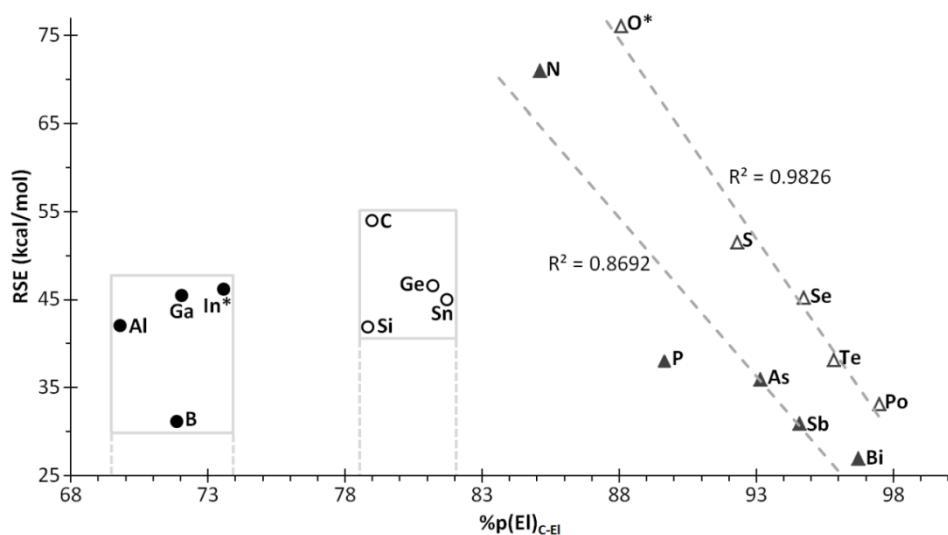 75
65
55
45
35
25
RSE (kcal/mol)
O*
N
R² = 0.9826
S
R² = 0.8692
C
Ge
Sn
Si
In*
Ga
Al
B
Se
P
As
Te
Po
Sb
Bi
68 73 78 83 88 93 98
%p(El)C-El